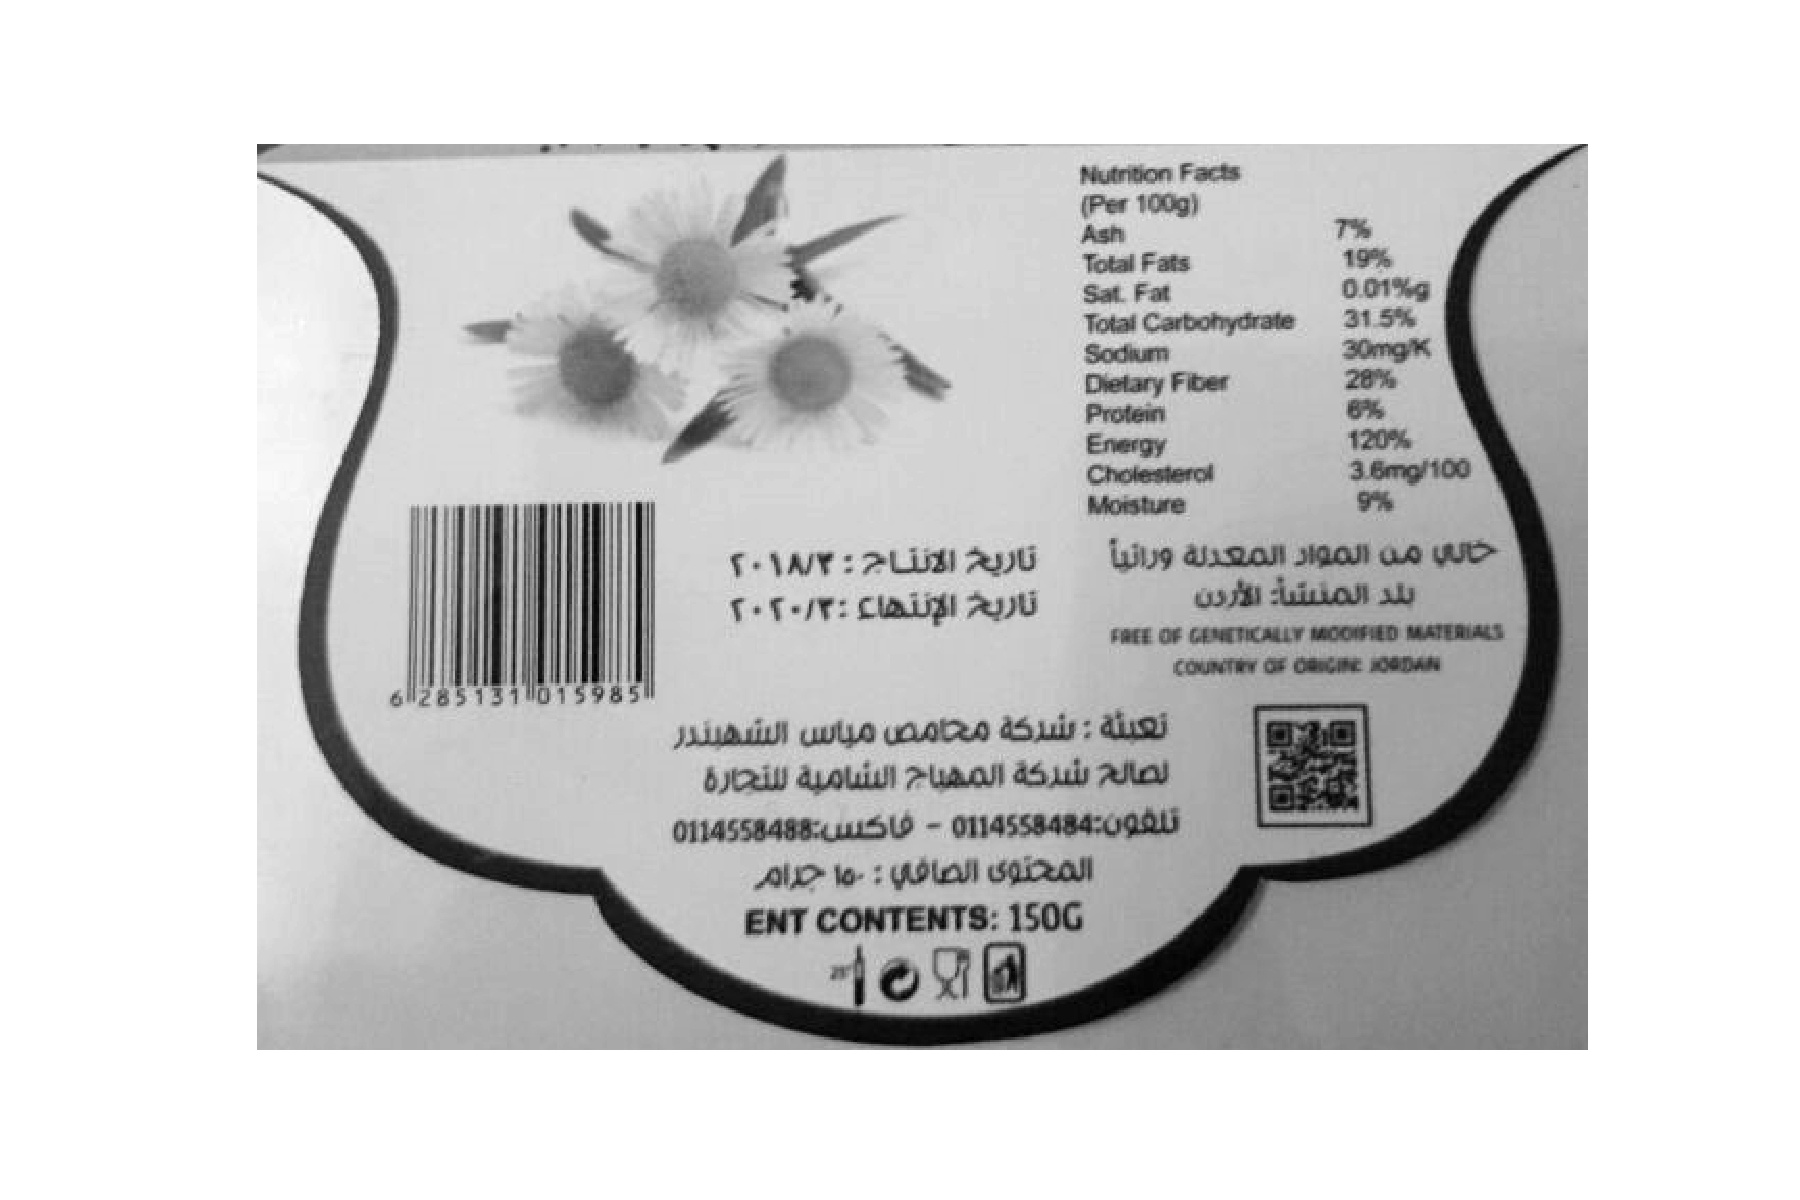 Nutrition Facts
(Per 100g)
Ash 7%
Total Fats 19%
Sat. Fat 0.01%g
Total Carbohydrate 31.5%
Sodium 30mg/K
Dietary Fiber 28%
Protein 6%
Energy 120%
Cholesterol 3.6mg/100
Moisture 9%
خالي من المواد المعدلة وراثياً
بلد المنشأ: الأردن
FREE OF GENETICALLY MODIFIED MATERIALS
COUNTRY OF ORIGIN: JORDAN
تاريخ الانتاج : ٢٠١٨/٣
تاريخ الإنتهاء : ٢٠٢٠/٣
6 285131 015985
تعبئة : شركة محامص مياس الشهبندر
لصالح شركة المهباج الشامية للتجارة
تلفون:0114558484 - فاكس:0114558488
المحتوى الصافي : ١٥٠ جرام
ENT CONTENTS: 150G
25°